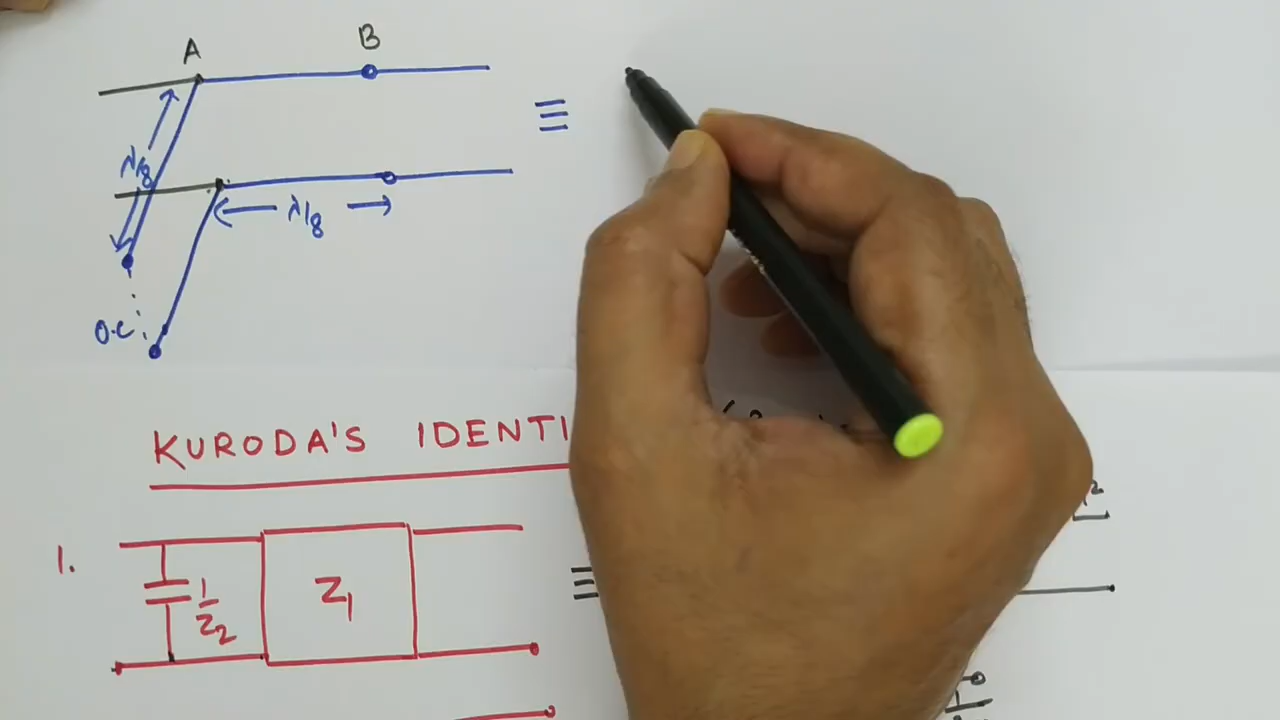 A
B
λ/8
≡
λ/8
O.C
KURODA'S IDENTI
1.
1/Z2
Z1
≡